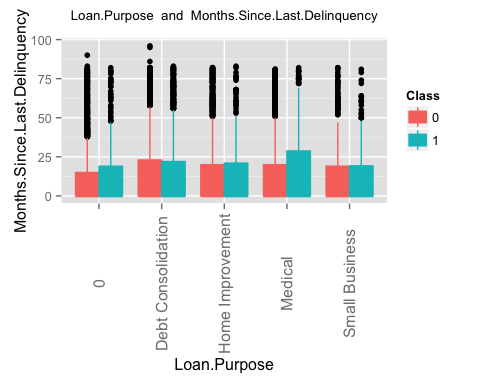 Loan.Purpose and Months.Since.Last.Delinquency
Months.Since.Last.Delinquency
100
75
50
25
0
0
Debt Consolidation
Home Improvement
Medical
Small Business
Loan.Purpose
Class
0
1